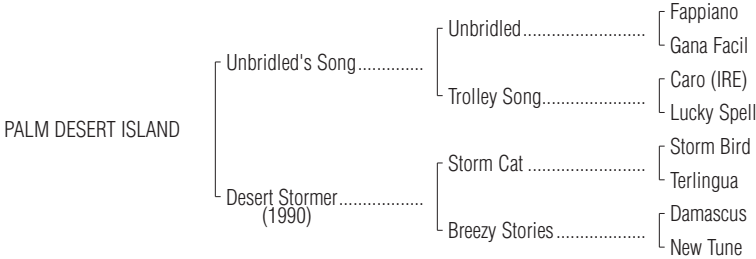 Fappiano
Unbridled..........................
Gana Facil
Unbridled's Song..............
Caro (IRE)
Trolley Song......................
Lucky Spell
PALM DESERT ISLAND
Storm Bird
Storm Cat .........................
Terlingua
Desert Stormer..................
(1990)
Damascus
Breezy Stories...................
New Tune